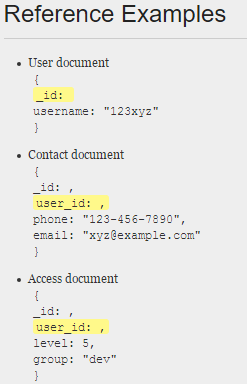 Reference Examples
• User document
{
_id:
username: "123xyz"
}
• Contact document
{
_id: ,
user_id: ,
phone: "123-456-7890",
email: "xyz@example.com"
}
• Access document
{
_id: ,
user_id: ,
level: 5,
group: "dev"
}